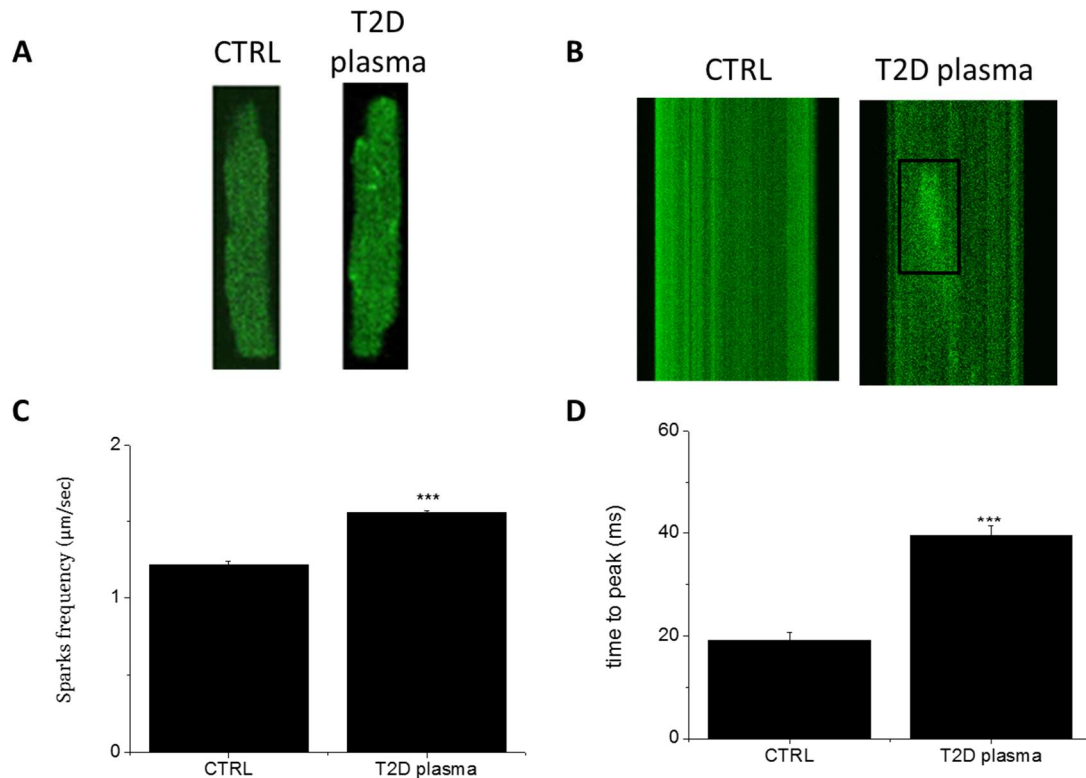 A
CTRL
T2D
plasma
B
CTRL
T2D plasma
C
Sparks frequency (μm/sec)
2
1
0
***
CTRL
T2D plasma
D
time to peak (ms)
60
40
20
0
***
CTRL
T2D plasma